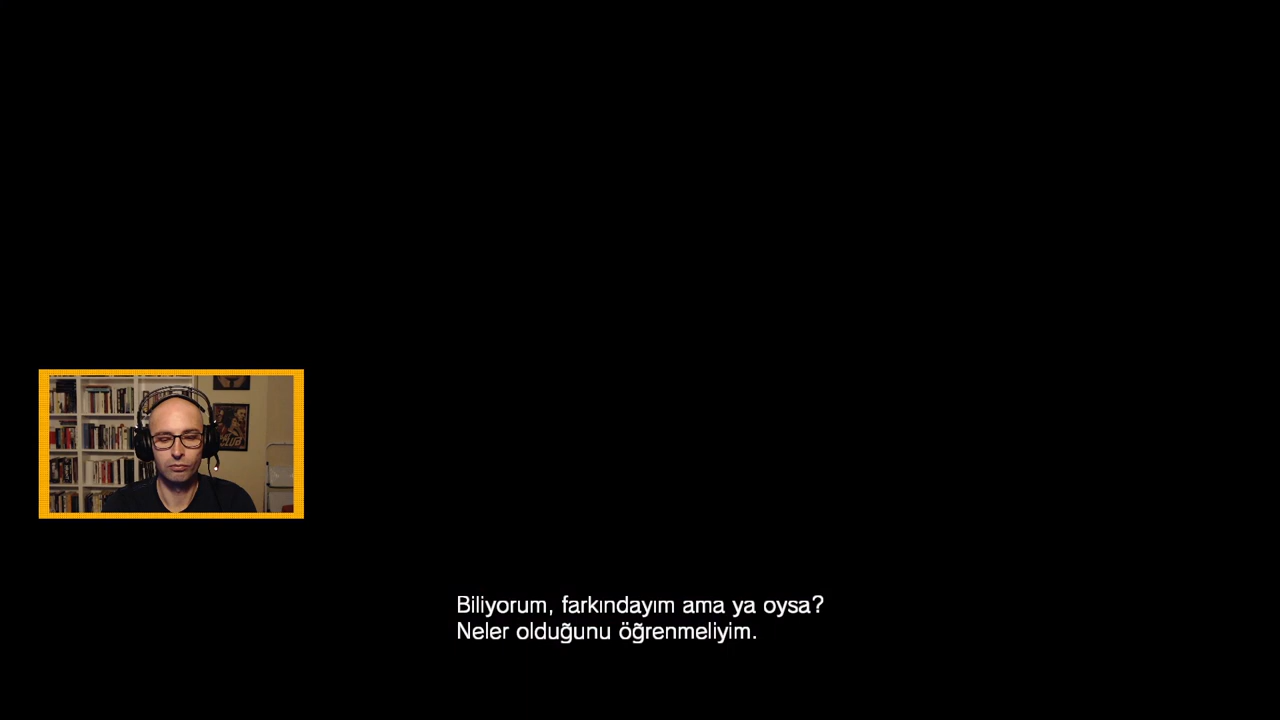 Biliyorum, farkındayım ama ya oysa?
Neler olduğunu öğrenmeliyim.